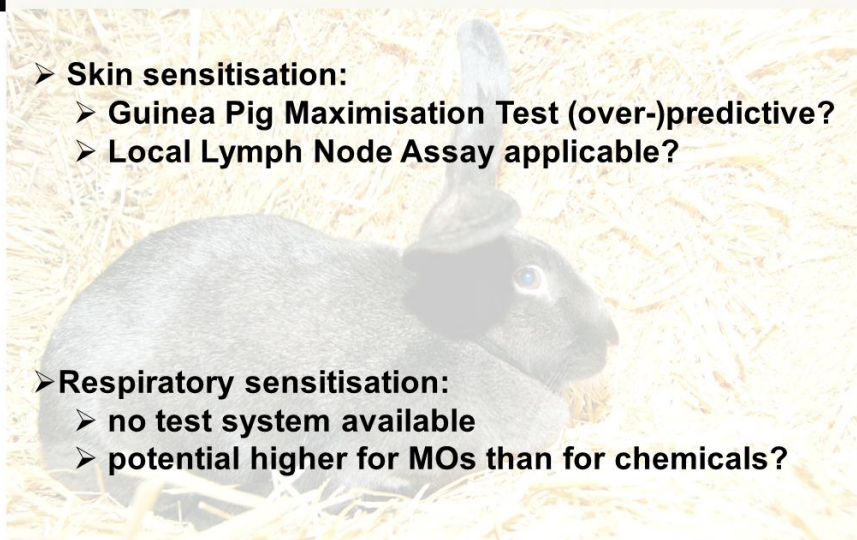 ➢ Skin sensitisation:
➢ Guinea Pig Maximisation Test (over-)predictive?
➢ Local Lymph Node Assay applicable?
➢Respiratory sensitisation:
➢ no test system available
➢ potential higher for MOs than for chemicals?